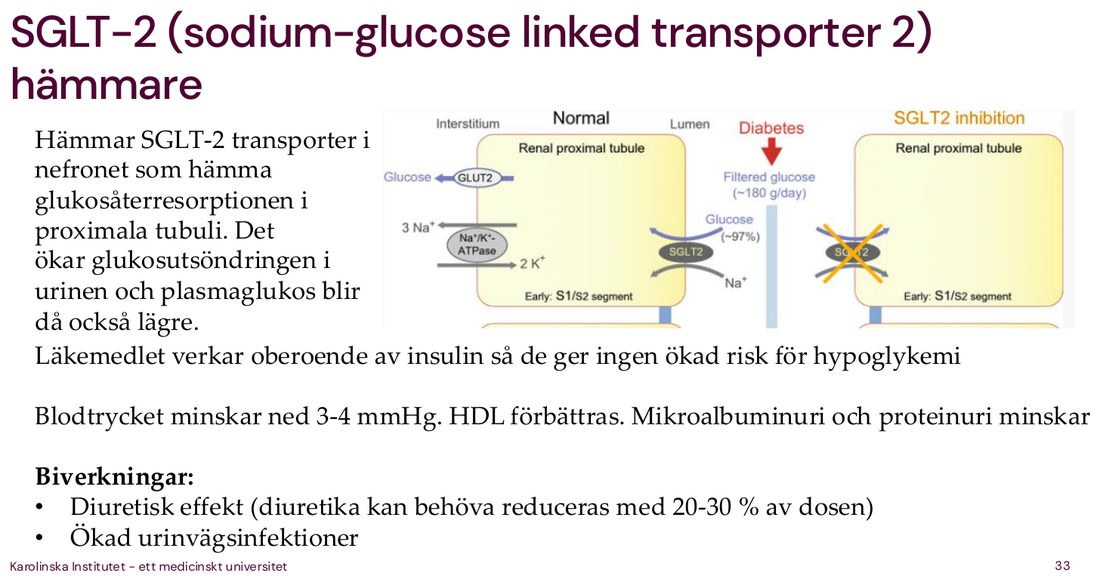 SGLT-2 (sodium-glucose linked transporter 2)
hämmare
Hämmar SGLT-2 transporter i
nefronet som hämma
glukosåterresorptionen i
proximala tubuli. Det
ökar glukosutsöndringen i
urinen och plasmaglukos blir
då också lägre.
Interstitium
Normal
Lumen
Renal proximal tubule
Glucose
GLUT2
3 Na⁺
Na⁺/K⁺-
ATPase
2 K⁺
Early: S1/S2 segment
Diabetes
Filtered glucose
(~180 g/day)
Glucose
(~97%)
SGLT2
Na⁺
SGLT2 inhibition
Renal proximal tubule
SGLT2
Early: S1/S2 segment
Läkemedlet verkar oberoende av insulin så de ger ingen ökad risk för hypoglykemi
Blodtrycket minskar ned 3-4 mmHg. HDL förbättras. Mikroalbuminuri och proteinuri minskar
Biverkningar:
• Diuretisk effekt (diuretika kan behöva reduceras med 20-30 % av dosen)
• Ökad urinvägsinfektioner
Karolinska Institutet - ett medicinskt universitet
33